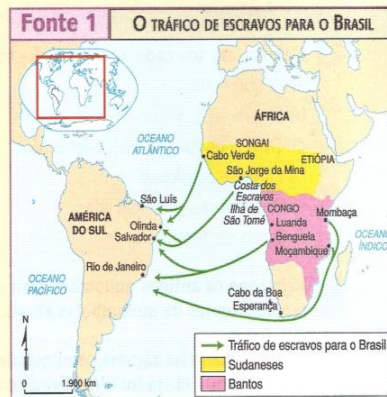 Fonte 1
O TRÁFICO DE ESCRAVOS PARA O BRASIL
ÁFRICA
OCEANO
ATLÂNTICO
SONGAI
Cabo Verde
ETIÓPIA
São Jorge da Mina
Costa dos
Escravos
Ilha de
São Tomé
CONGO
Mombaça
Luanda
Benguela
Moçambique
OCEANO
ÍNDICO
São Luís
AMÉRICA
DO SUL
Olinda
Salvador
Rio de Janeiro
OCEANO
PACÍFICO
Cabo da Boa
Esperança
N
0 1.900 km
Tráfico de escravos para o Brasil
Sudaneses
Bantos